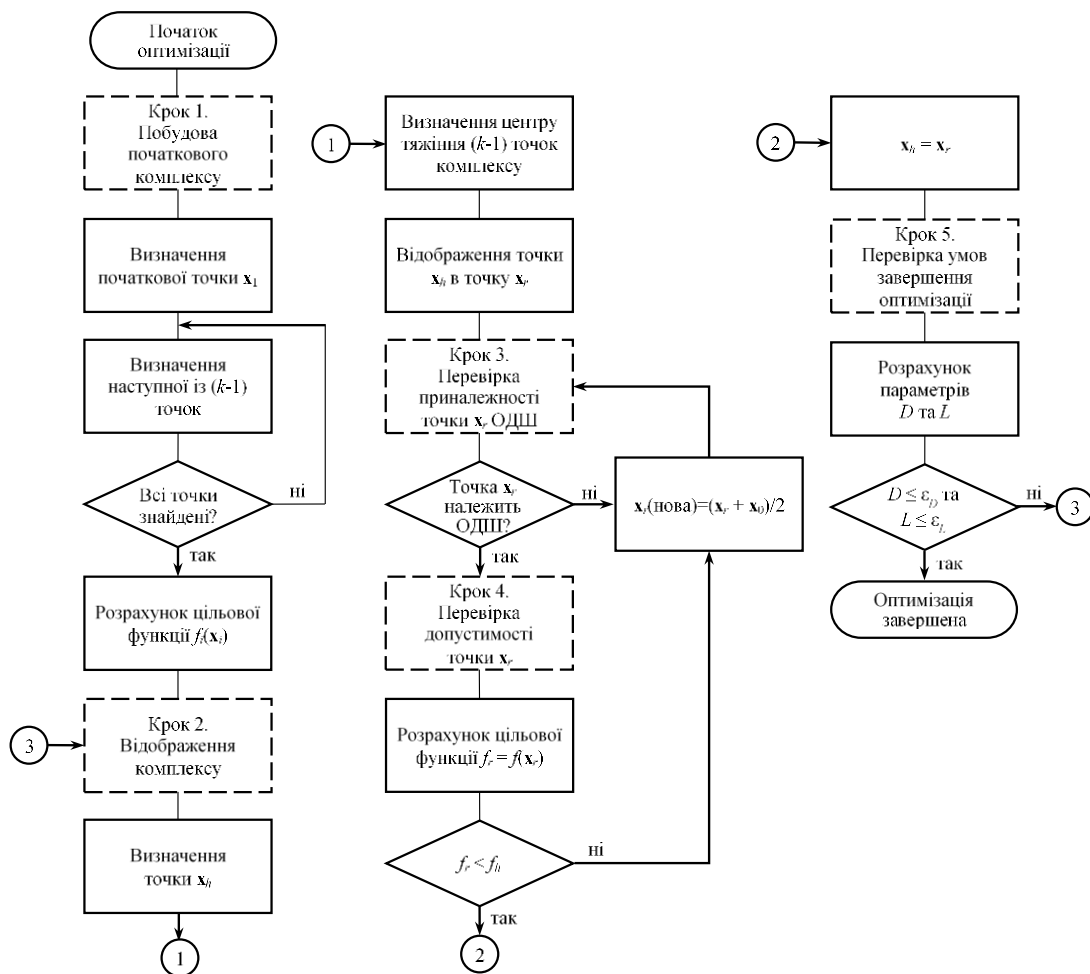 Початок
оптимізації
Крок 1.
Побудова
початкового
комплексу
Визначення
початкової точки x₁
Визначення
наступної із (k-1)
точок
Всі точки
знайдені?
ні
так
Розрахунок цільової
функції fᵢ(xᵢ)
3
Крок 2.
Відображення
комплексу
Визначення
точки xₕ
1
1
Визначення центру
тяжіння (k-1) точок
комплексу
Відображення точки
xₕ в точку xᵣ
Крок 3.
Перевірка
приналежності
точки xᵣ ОДШ
Точка xᵣ
належить
ОДШ?
ні
так
xᵣ(нова)=(xᵣ + x₀)/2
Крок 4.
Перевірка
допустимості
точки xᵣ
Розрахунок цільової
функції fᵣ = f(xᵣ)
fᵣ < fₕ
ні
так
2
2
xₕ = xᵣ
Крок 5.
Перевірка умов
завершення
оптимізації
Розрахунок
параметрів
D та L
D ≤ ε_D та
L ≤ ε_L
ні
3
так
Оптимізація
завершена